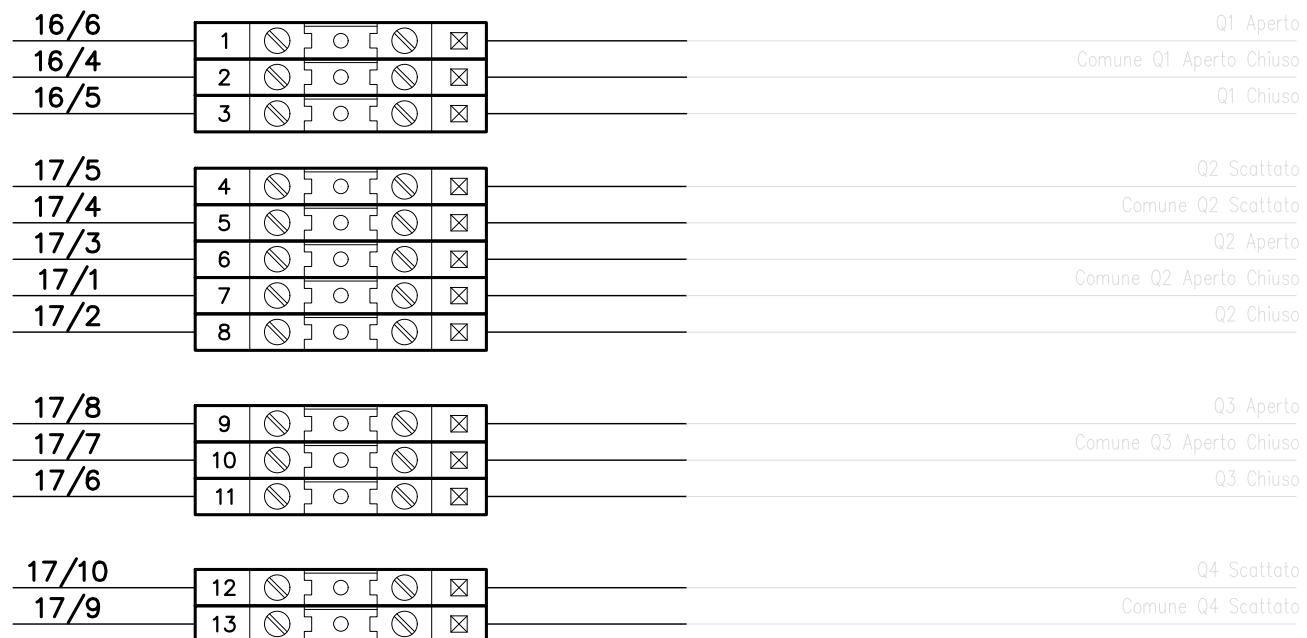 16/6 1 Q1 Aperto
16/4 2 Comune Q1 Aperto Chiuso
16/5 3 Q1 Chiuso
17/5 4 Q2 Scattato
17/4 5 Comune Q2 Scattato
17/3 6 Q2 Aperto
17/1 7 Comune Q2 Aperto Chiuso
17/2 8 Q2 Chiuso
17/8 9 Q3 Aperto
17/7 10 Comune Q3 Aperto Chiuso
17/6 11 Q3 Chiuso
17/10 12 Q4 Scattato
17/9 13 Comune Q4 Scattato